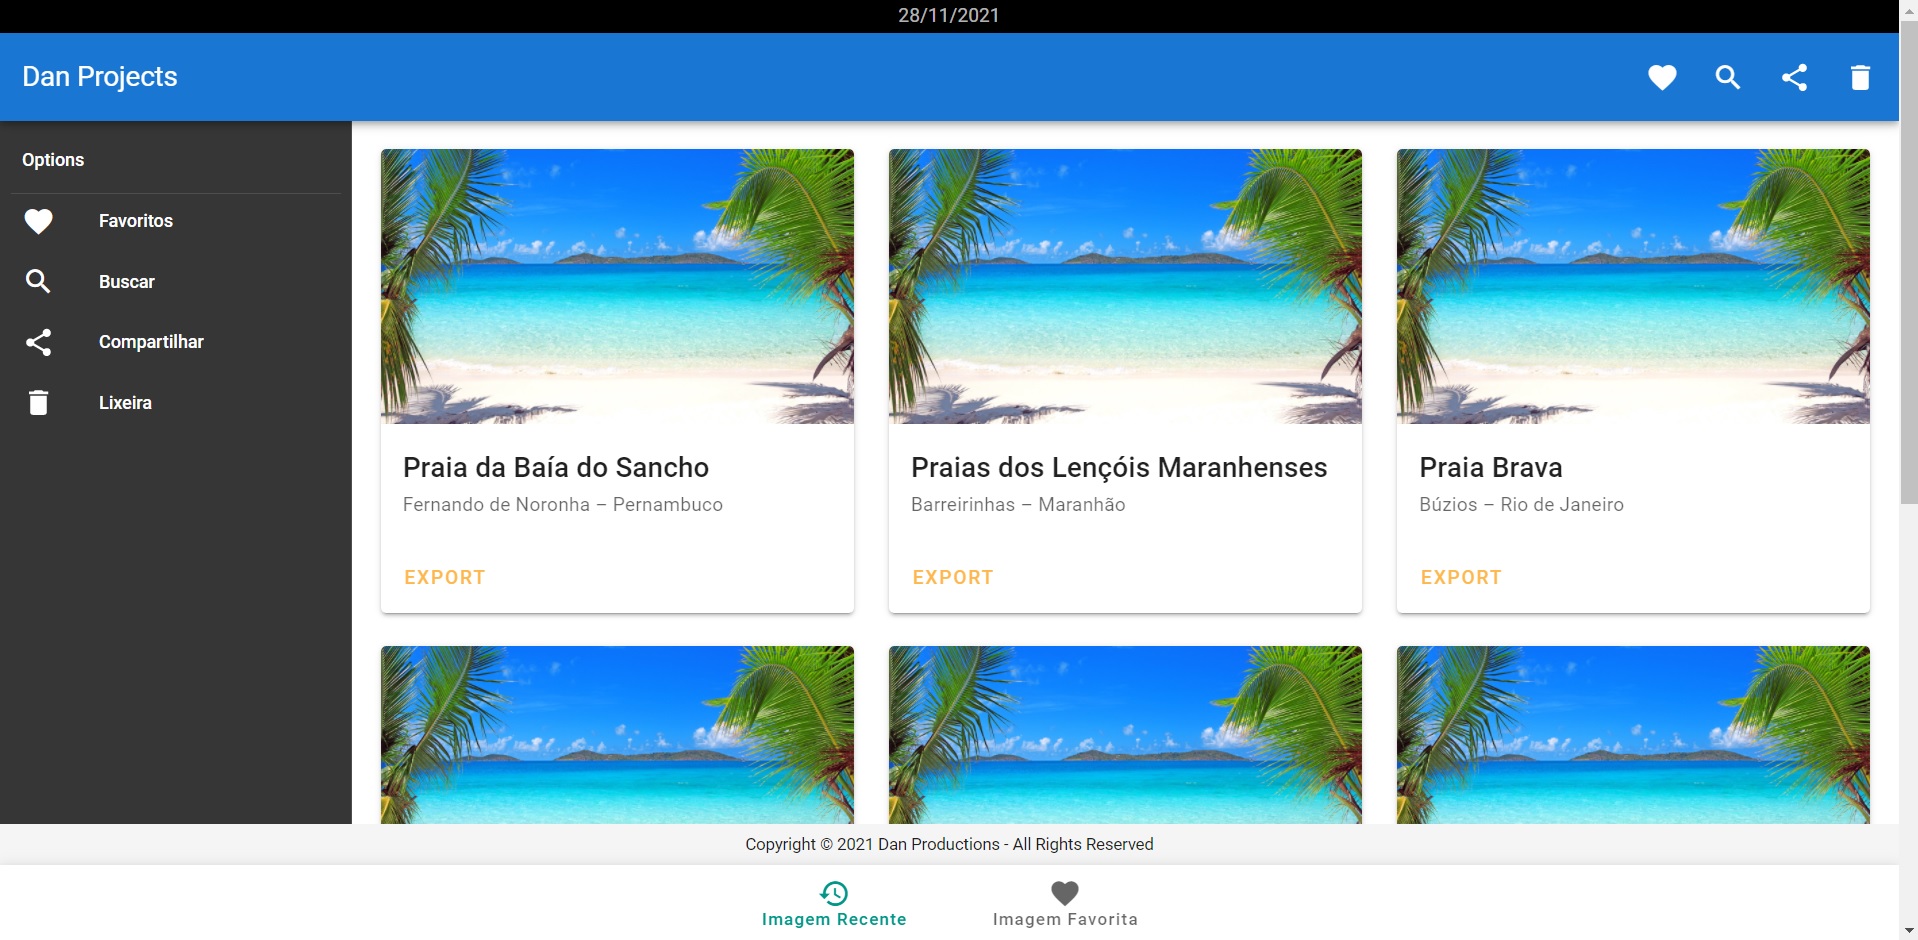 28/11/2021
Dan Projects
Options
Favoritos
Buscar
Compartilhar
Lixeira
Praia da Baía do Sancho
Fernando de Noronha – Pernambuco
EXPORT
Praias dos Lençóis Maranhenses
Barreirinhas – Maranhão
EXPORT
Praia Brava
Búzios – Rio de Janeiro
EXPORT
Copyright © 2021 Dan Productions - All Rights Reserved
Imagem Recente
Imagem Favorita